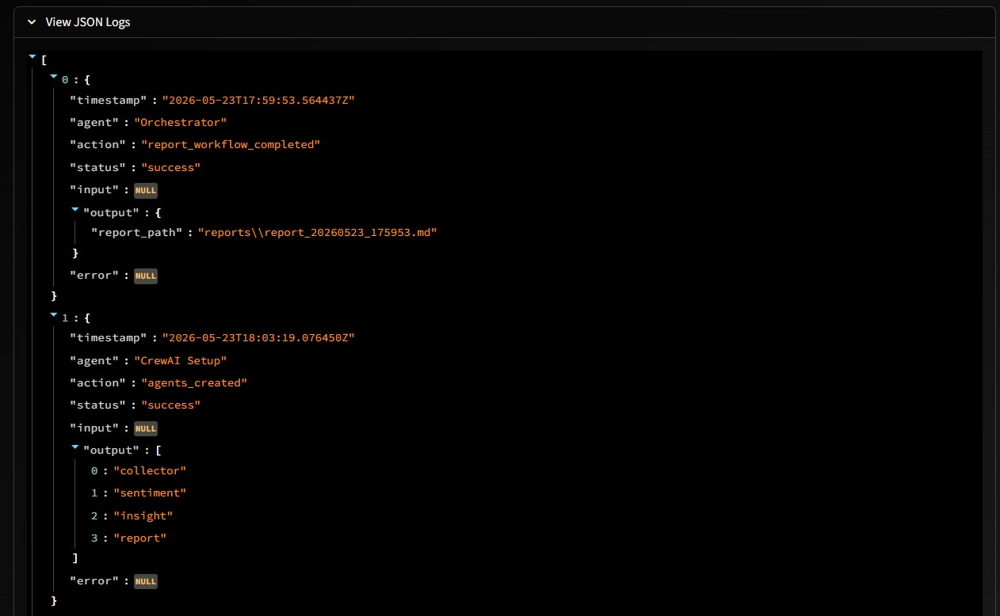 View JSON Logs
[
0 : {
"timestamp" : "2026-05-23T17:59:53.564437Z"
"agent" : "Orchestrator"
"action" : "report_workflow_completed"
"status" : "success"
"input" : NULL
"output" : {
"report_path" : "reports\\report_20260523_175953.md"
}
"error" : NULL
}
1 : {
"timestamp" : "2026-05-23T18:03:19.076450Z"
"agent" : "CrewAI Setup"
"action" : "agents_created"
"status" : "success"
"input" : NULL
"output" : [
0 : "collector"
1 : "sentiment"
2 : "insight"
3 : "report"
]
"error" : NULL
}